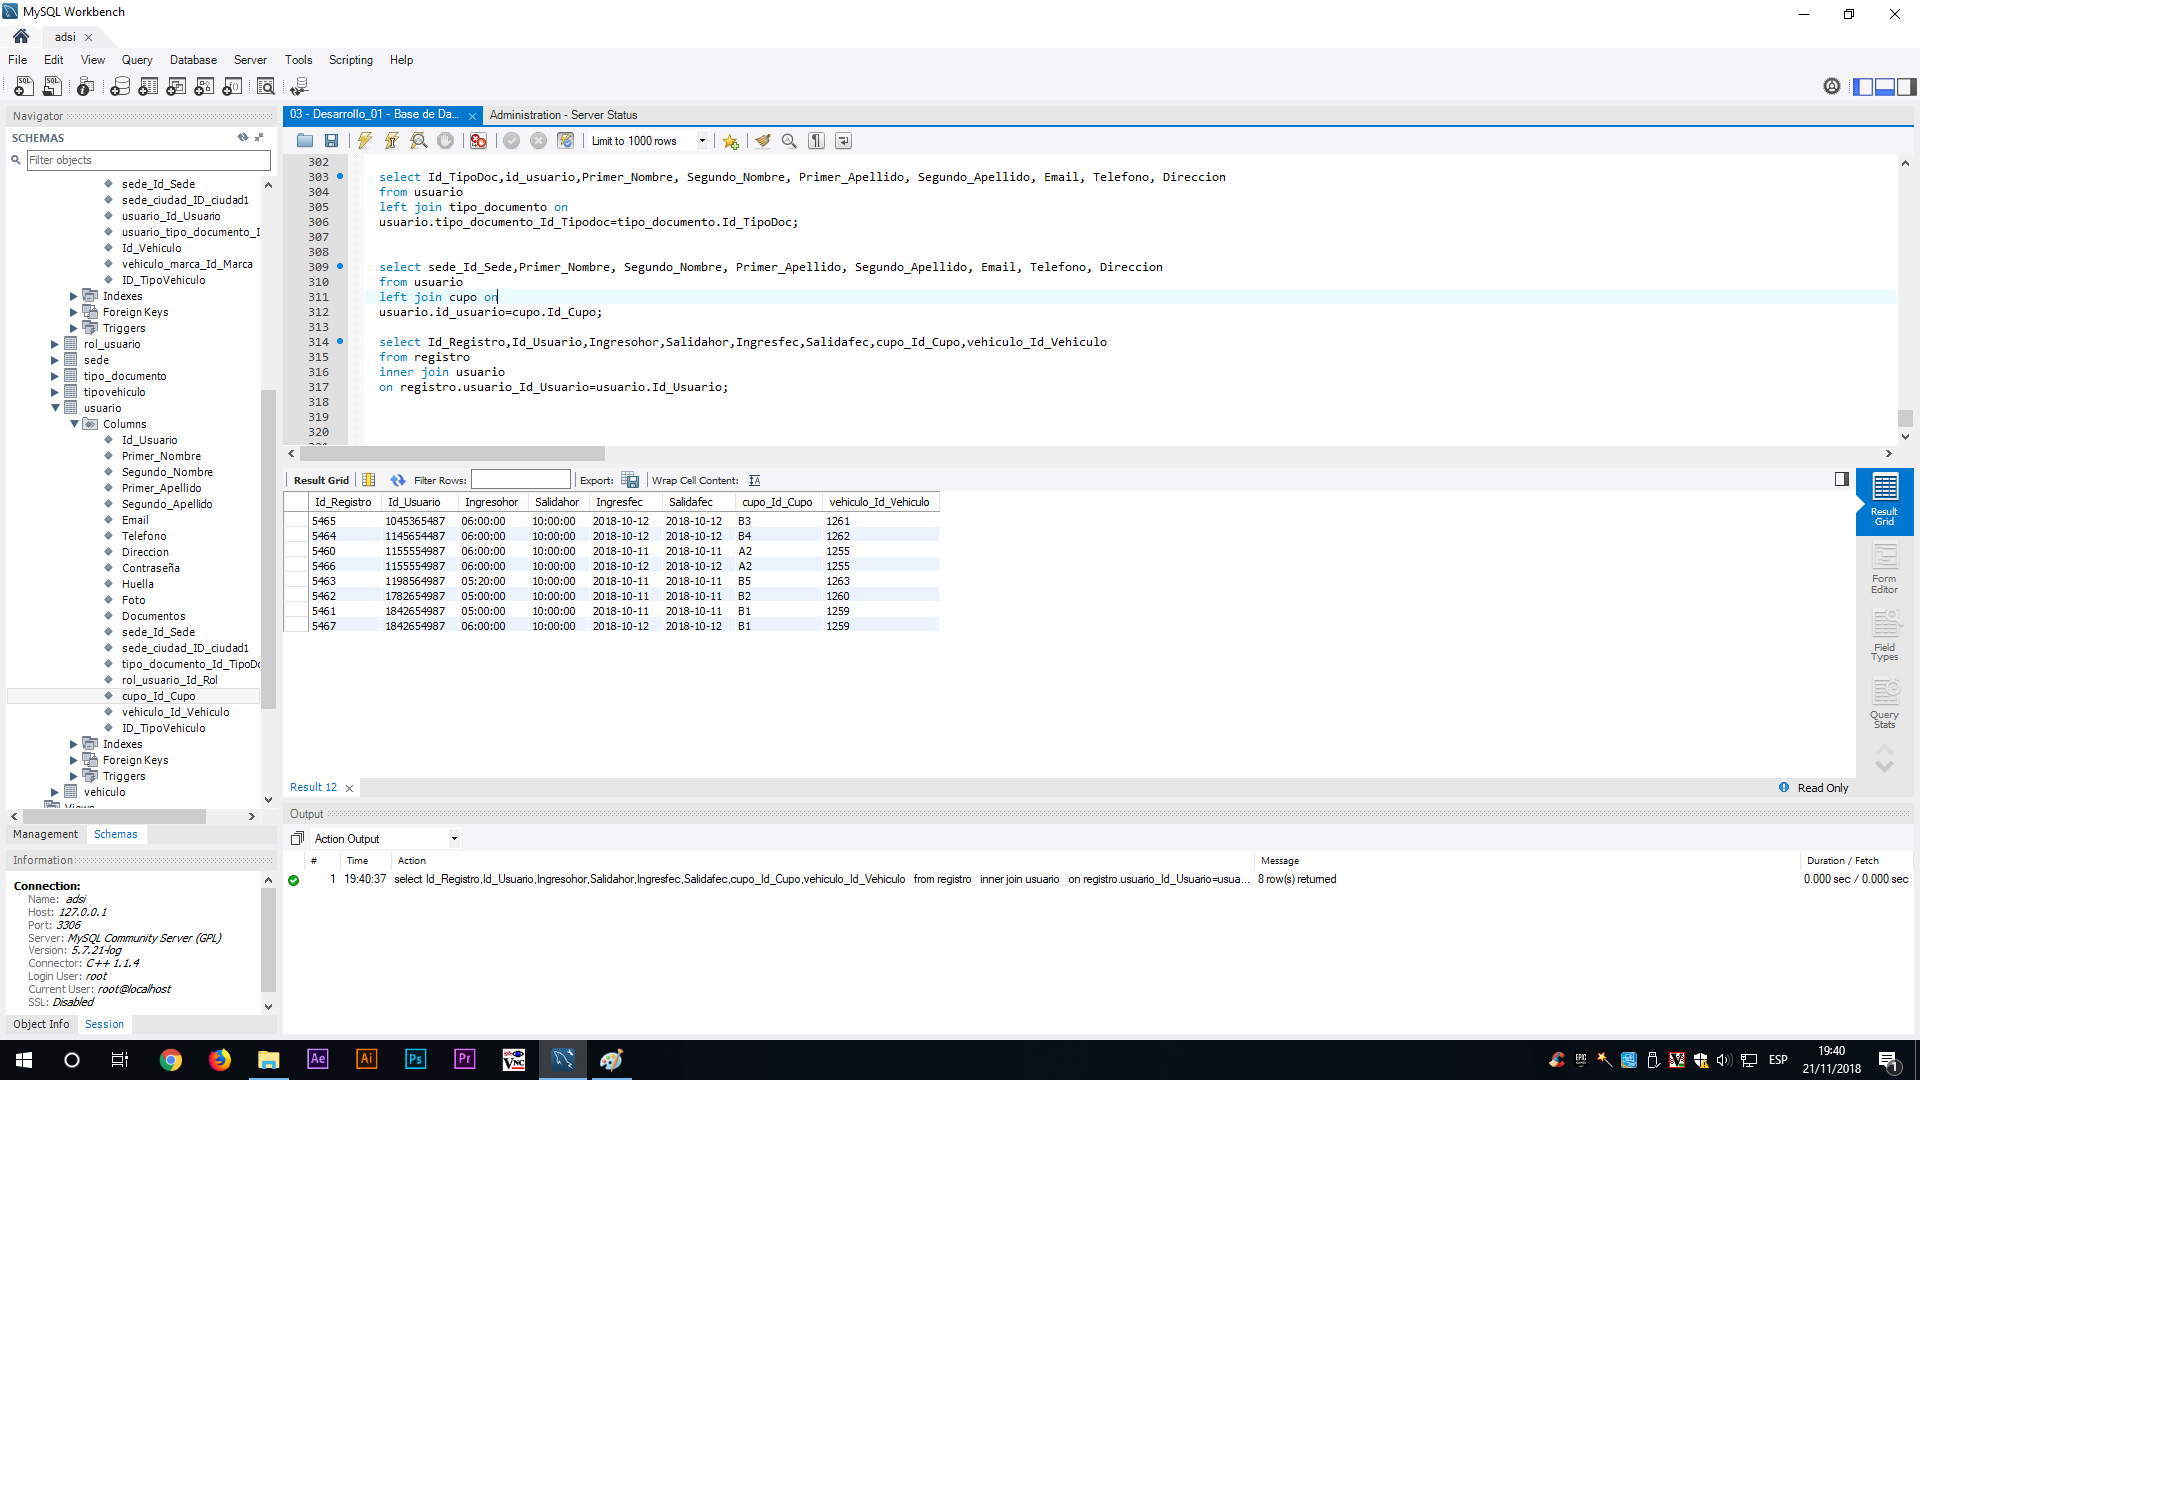 MySQL Workbench
adsi
File Edit View Query Database Server Tools Scripting Help
Navigator
SCHEMAS
Filter objects
sede_Id_Sede
sede_ciudad_ID_ciudad1
usuario_Id_Usuario
usuario_tipo_documento_I
Id_Vehiculo
vehiculo_marca_Id_Marca
ID_TipoVehiculo
Indexes
Foreign Keys
Triggers
rol_usuario
sede
tipo_documento
tipovehiculo
usuario
Columns
Id_Usuario
Primer_Nombre
Segundo_Nombre
Primer_Apellido
Segundo_Apellido
Email
Telefono
Direccion
Contraseña
Huella
Foto
Documentos
sede_Id_Sede
sede_ciudad_ID_ciudad1
tipo_documento_Id_TipoDo
rol_usuario_Id_Rol
cupo_Id_Cupo
vehiculo_Id_Vehiculo
ID_TipoVehiculo
Indexes
Foreign Keys
Triggers
vehiculo
Views
Management Schemas
Information
Connection:
Name: adsi
Host: 127.0.0.1
Port: 3306
Server: MySQL Community Server (GPL)
Version: 5.7.21-log
Connector: C++ 1.1.4
Login User: root
Current User: root@localhost
SSL: Disabled
Object Info Session
03 - Desarrollo_01 - Base de Da... Administration - Server Status
Limit to 1000 rows
302
303 select Id_TipoDoc,id_usuario,Primer_Nombre, Segundo_Nombre, Primer_Apellido, Segundo_Apellido, Email, Telefono, Direccion
304 from usuario
305 left join tipo_documento on
306 usuario.tipo_documento_Id_Tipodoc=tipo_documento.Id_TipoDoc;
307
308
309 select sede_Id_Sede,Primer_Nombre, Segundo_Nombre, Primer_Apellido, Segundo_Apellido, Email, Telefono, Direccion
310 from usuario
311 left join cupo on
312 usuario.id_usuario=cupo.Id_Cupo;
313
314 select Id_Registro,Id_Usuario,Ingresohor,Salidahor,Ingresfec,Salidafec,cupo_Id_Cupo,vehiculo_Id_Vehiculo
315 from registro
316 inner join usuario
317 on registro.usuario_Id_Usuario=usuario.Id_Usuario;
318
319
320
Result Grid Filter Rows: Export: Wrap Cell Content:
Id_Registro Id_Usuario Ingresohor Salidahor Ingresfec Salidafec cupo_Id_Cupo vehiculo_Id_Vehiculo
5465 1045365487 06:00:00 10:00:00 2018-10-12 2018-10-12 B3 1261
5464 1145654487 06:00:00 10:00:00 2018-10-12 2018-10-12 B4 1262
5460 1155554987 06:00:00 10:00:00 2018-10-11 2018-10-11 A2 1255
5466 1155554987 06:00:00 10:00:00 2018-10-12 2018-10-12 A2 1255
5463 1198564987 05:20:00 10:00:00 2018-10-11 2018-10-11 B5 1263
5462 1782654987 05:00:00 10:00:00 2018-10-11 2018-10-11 B2 1260
5461 1842654987 05:00:00 10:00:00 2018-10-11 2018-10-11 B1 1259
5467 1842654987 06:00:00 10:00:00 2018-10-12 2018-10-12 B1 1259
Result Grid
Form Editor
Field Types
Query Stats
Result 12
Read Only
Output
Action Output
# Time Action Message Duration / Fetch
1 19:40:37 select Id_Registro,Id_Usuario,Ingresohor,Salidahor,Ingresfec,Salidafec,cupo_Id_Cupo,vehiculo_Id_Vehiculo from registro inner join usuario on registro.usuario_Id_Usuario=usua... 8 row(s) returned 0.000 sec / 0.000 sec
Ae Ai Ps Pr VNC
ESP
19:40
21/11/2018
1